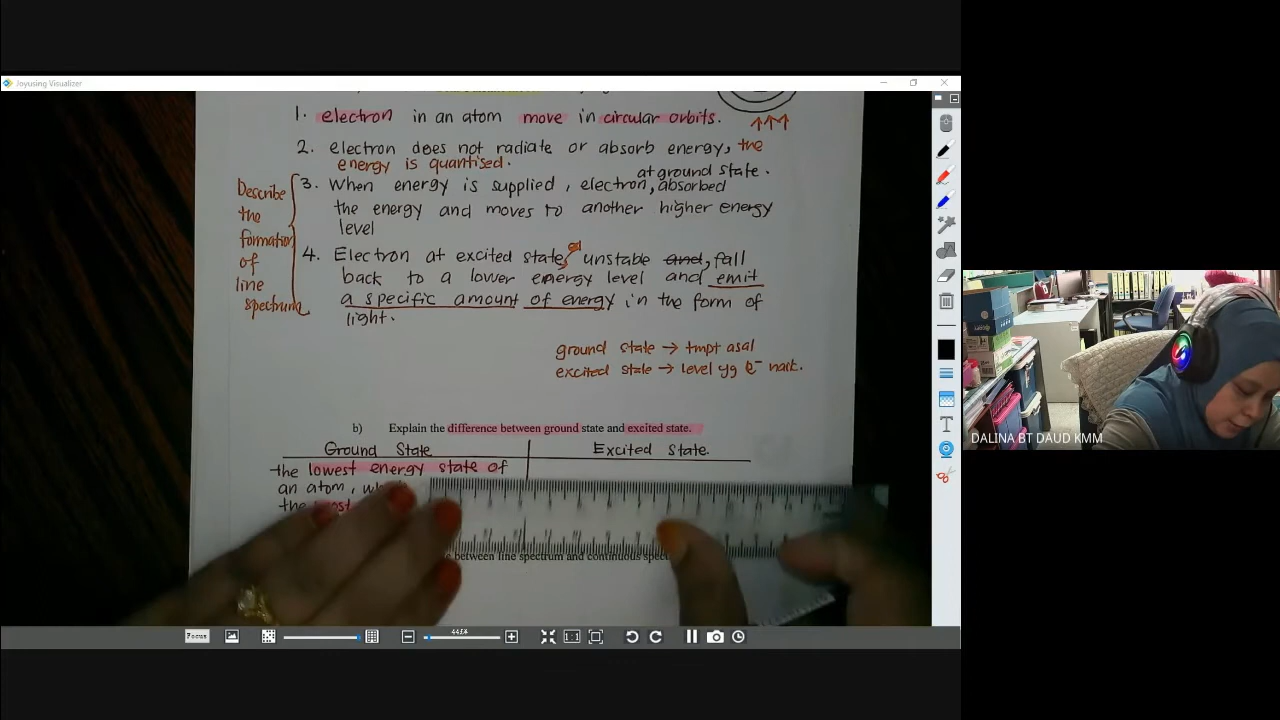 Joyusing Visualizer
1. electron in an atom move in circular orbits.
2. electron does not radiate or absorb energy, the
energy is quantised.
at ground state.
3. When energy is supplied, electron, absorbed
the energy and moves to another higher energy
level
Describe
the
formation
of
line
spectrum
4. Electron at excited state unstable and, fall
back to a lower energy level and emit
a specific amount of energy in the form of
light.
ground state → tmpt asal
excited state → level yg e⁻ naik.
b) Explain the difference between ground state and excited state.
Ground State
Excited State.
the lowest energy state of
an atom,
the
between line spectrum and continuous
DALINA BT DAUD KMM
Focus
1:1
T